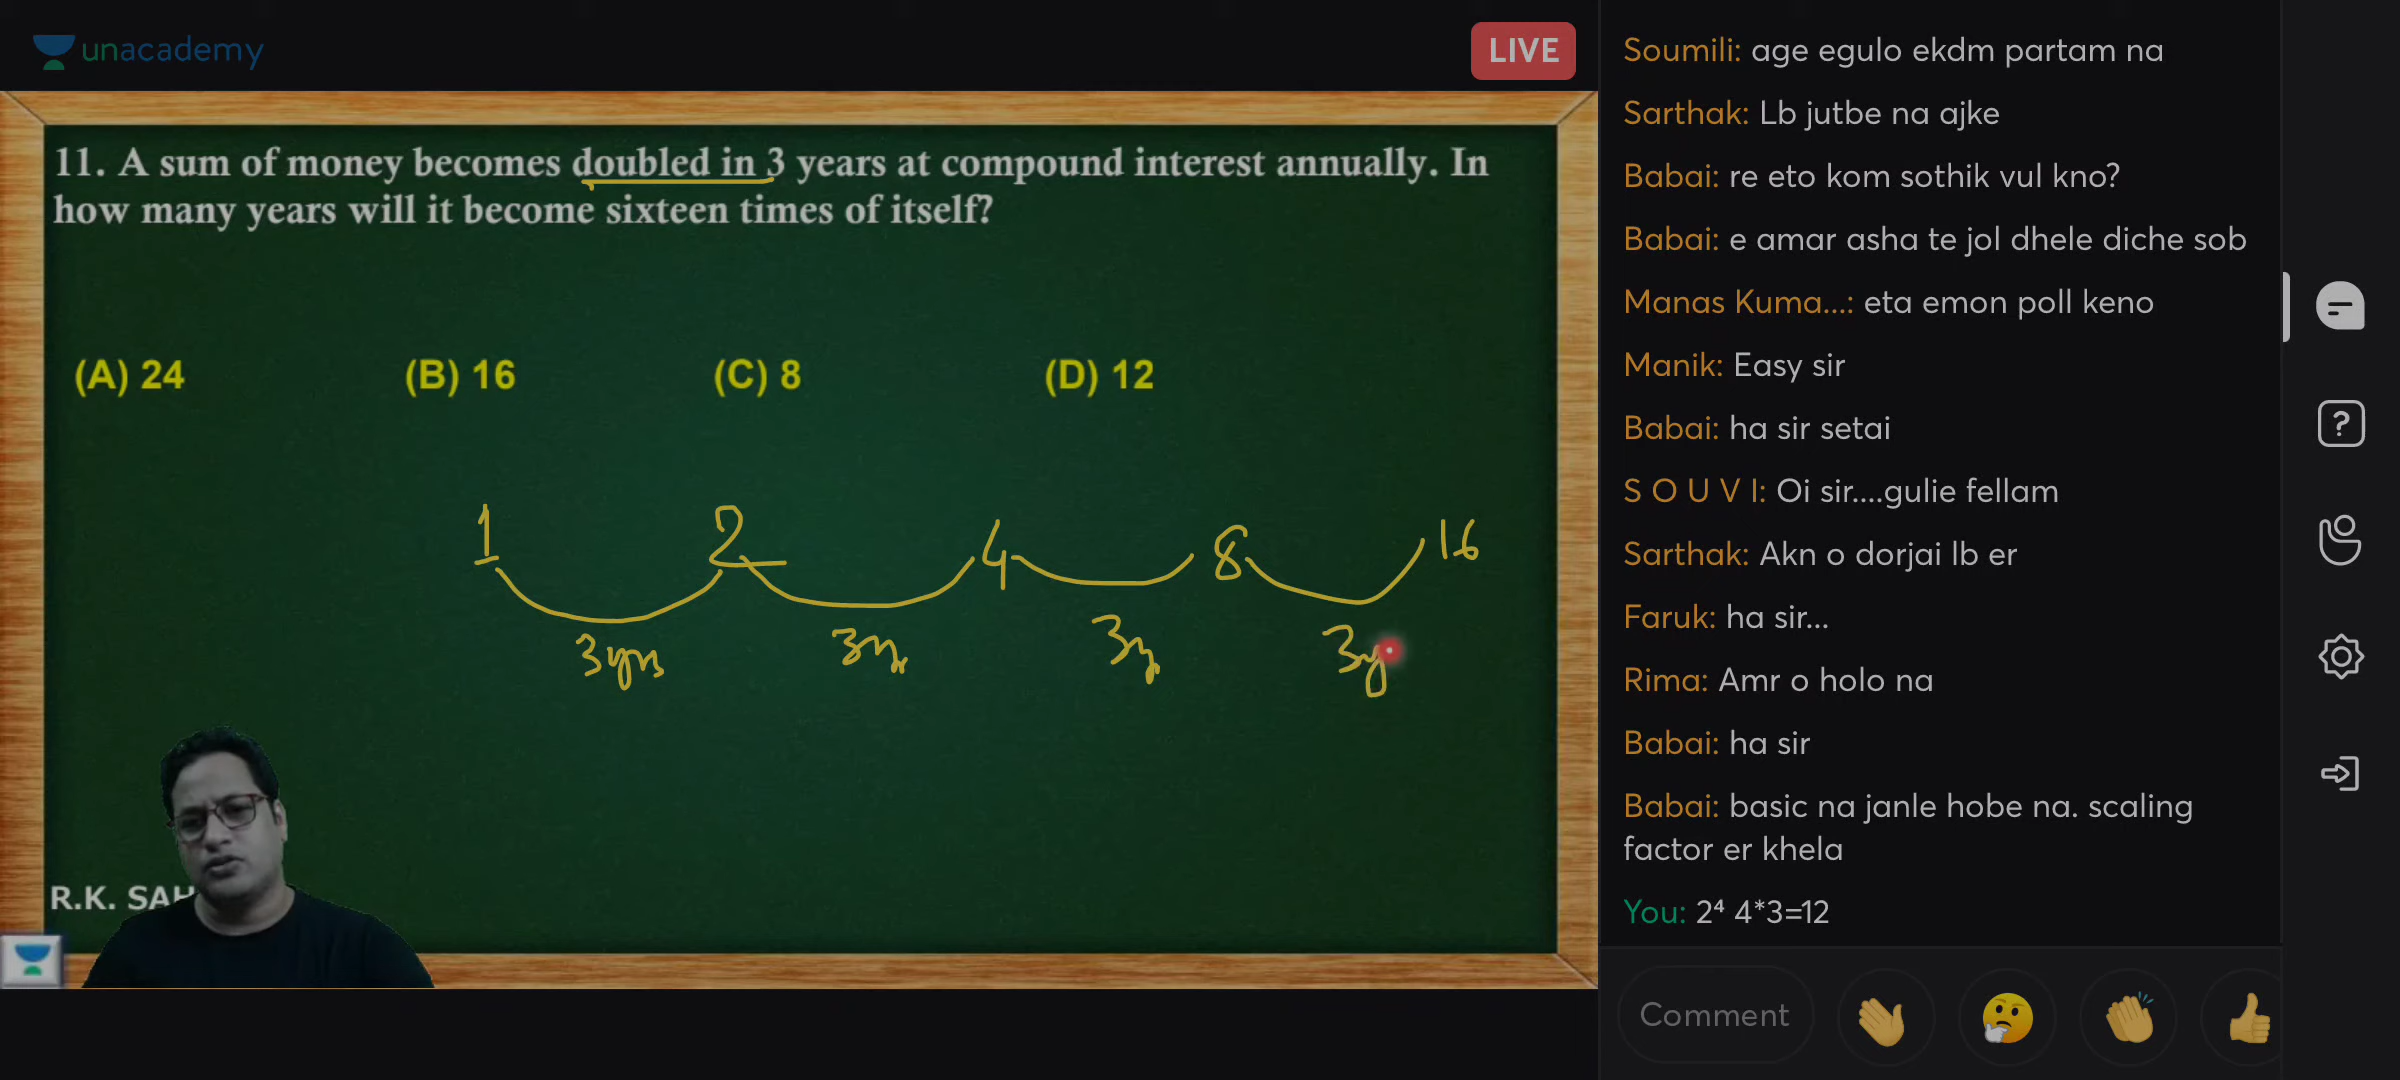 unacademy
LIVE
11. A sum of money becomes doubled in 3 years at compound interest annually. In
how many years will it become sixteen times of itself?
(A) 24 (B) 16 (C) 8 (D) 12
1 2 4 8 16
3yrs 3y 3y
R.K. SAH
Soumili: age egulo ekdm partam na
Sarthak: Lb jutbe na ajke
Babai: re eto kom sothik vul kno?
Babai: e amar asha te jol dhele diche sob
Manas Kuma...: eta emon poll keno
Manik: Easy sir
Babai: ha sir setai
S O U V I: Oi sir....gulie fellam
Sarthak: Akn o dorjai lb er
Faruk: ha sir...
Rima: Amr o holo na
Babai: ha sir
Babai: basic na janle hobe na. scaling
factor er khela
You: 2⁴ 4*3=12
Comment